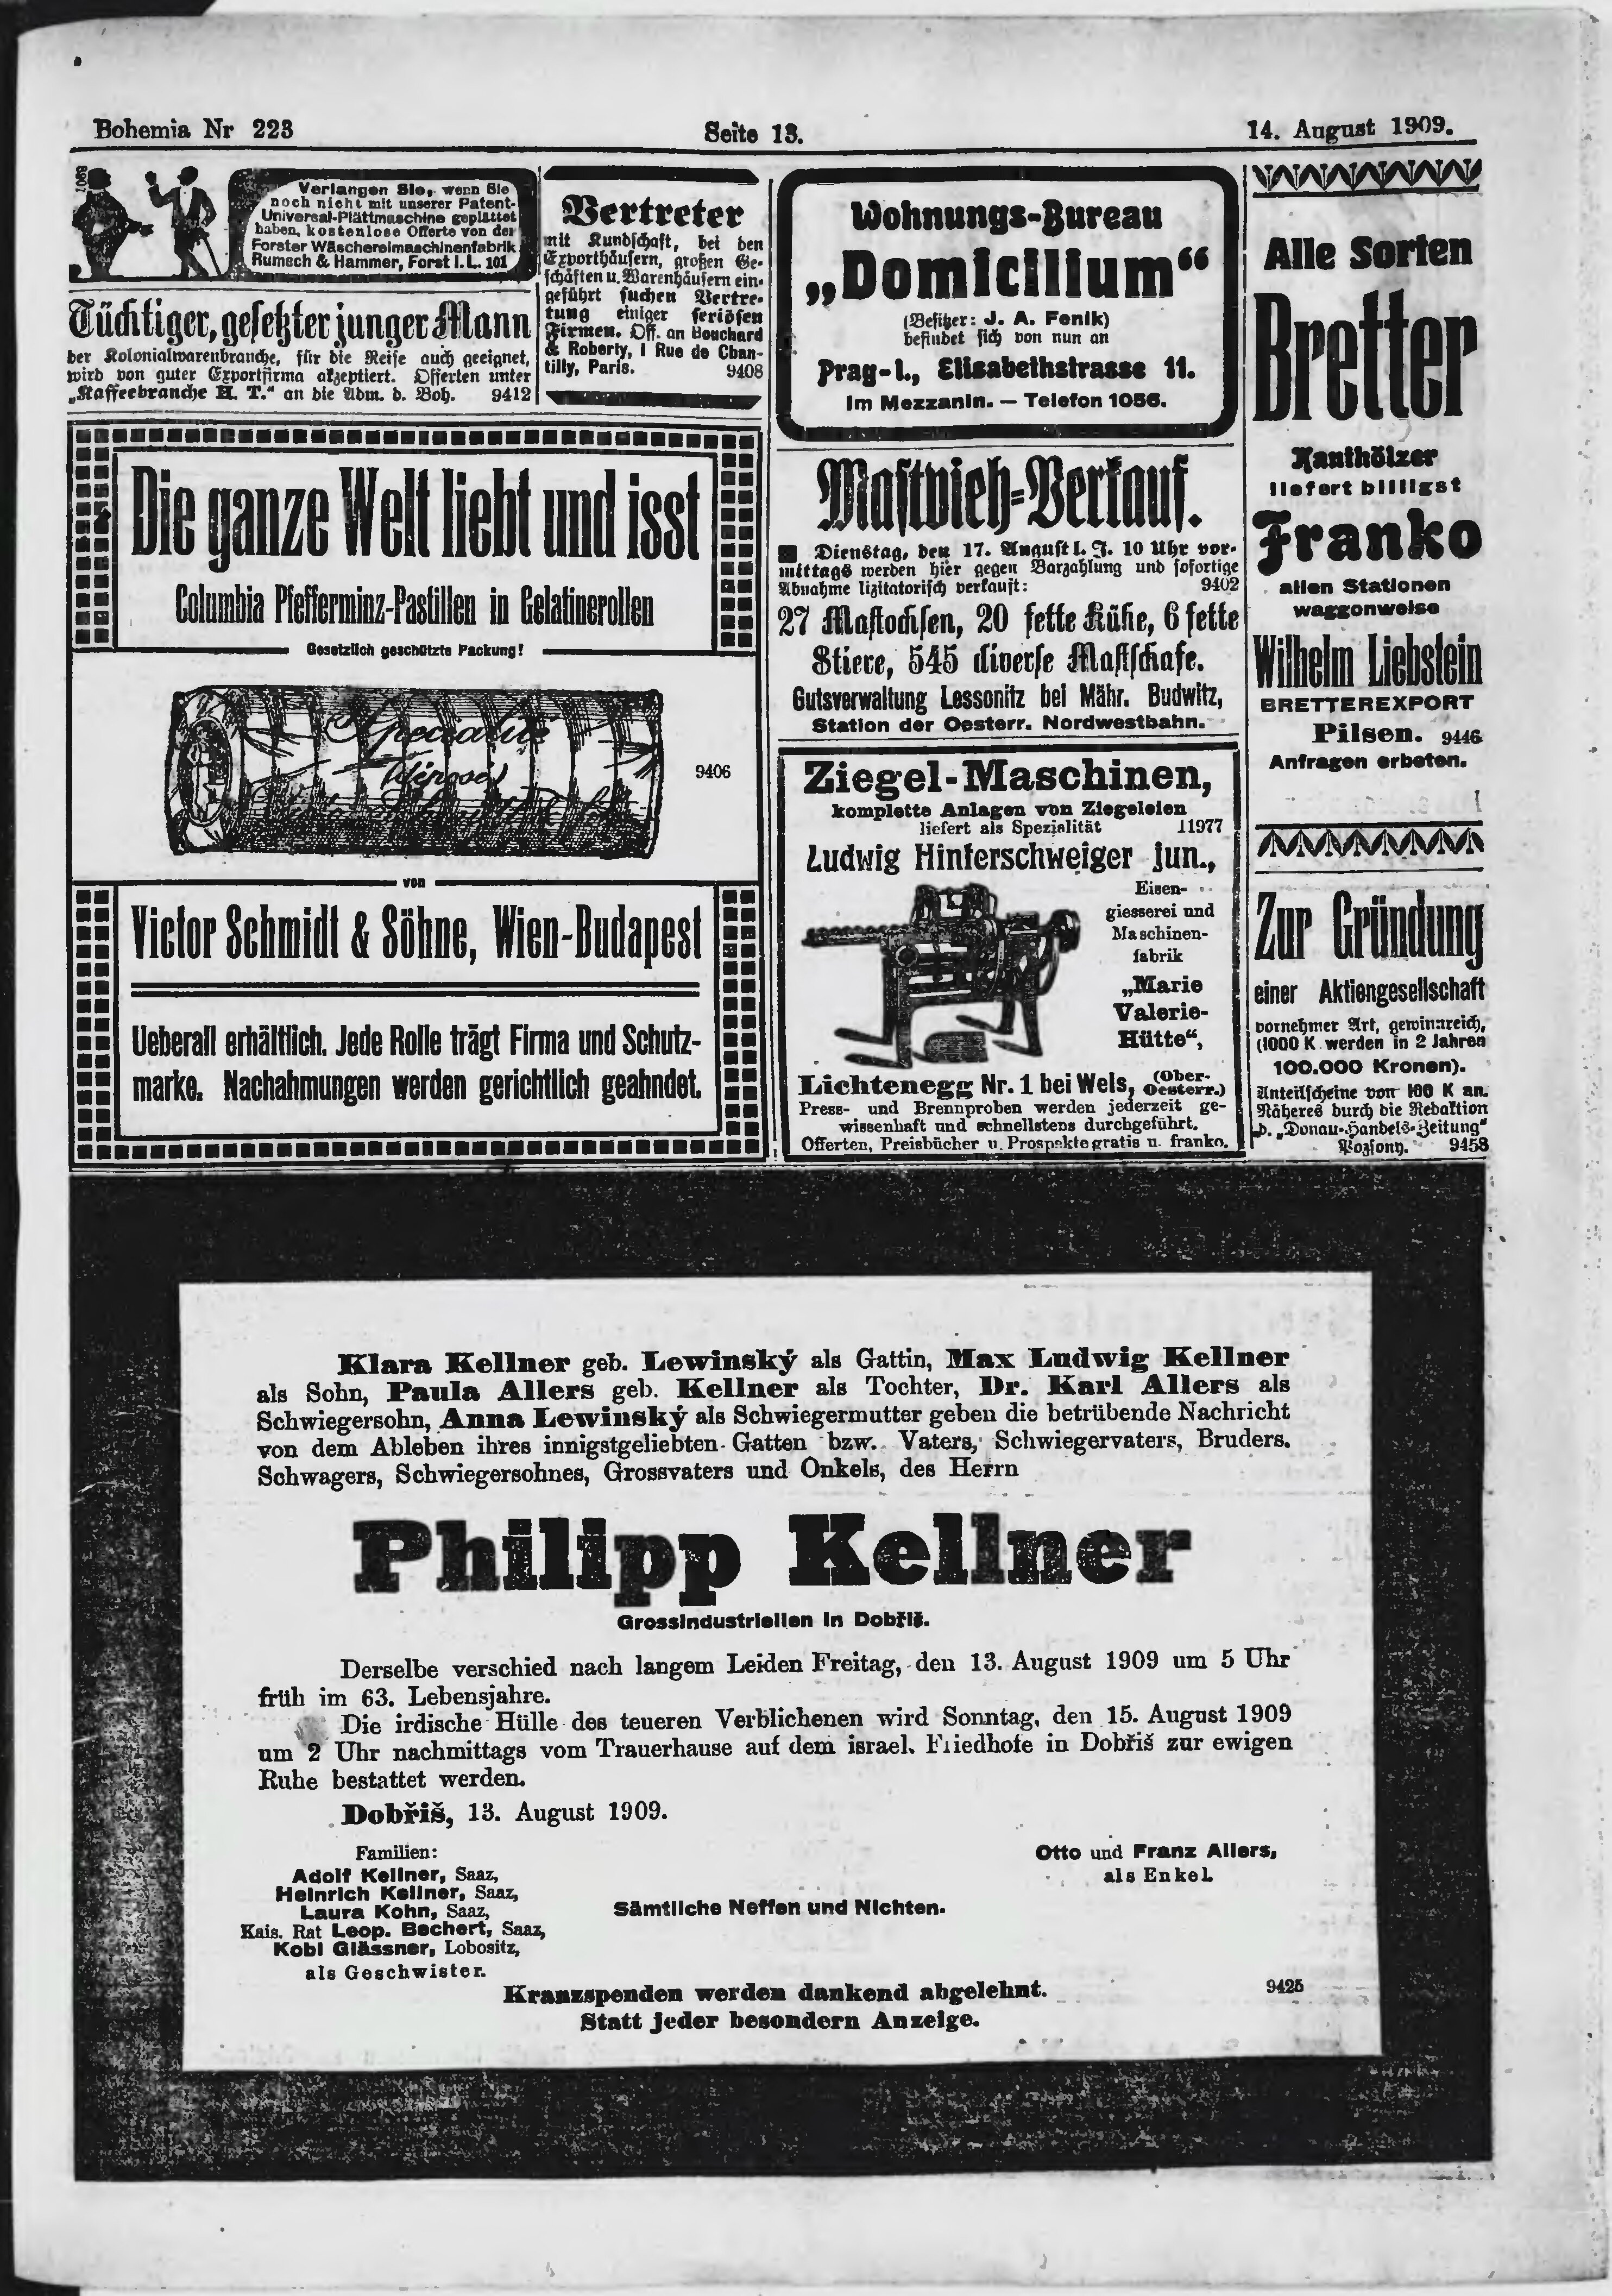 Bohemia Nr 223
Seite 13.
14. August 1909.
Verlangen Sie, wenn Sie
noch nicht mit unserer Patent-
Universal-Plättmaschine geplättet
haben, kostenlose Offerte von der
Forster Wäschereimaschinenfabrik
Rumsch & Hammer, Forst i. L. 101
Tüchtiger, gesetzter junger Mann
der Kolonialwarenbranche, für die Reise auch geeignet,
wird von guter Exportfirma akzeptiert. Offerten unter
„Kaffeebranche H. T.“ an die Adm. d. Boh. 9412
Vertreter
mit Kundschaft, bei den
Exporthäusern, großen Ge-
schäften u. Warenhäusern ein-
geführt suchen Vertre-
tung einiger seriösen
Firmen. Off. an Bouchard
& Roberty, 1 Rue de Chan-
tilly, Paris. 9408
Die ganze Welt liebt und isst
Columbia Pfefferminz-Pastillen in Gelatinerollen
Gesetzlich geschützte Packung!
Specialité
Déposé
9406
von
Victor Schmidt & Söhne, Wien-Budapest
Ueberall erhältlich. Jede Rolle trägt Firma und Schutz-
marke. Nachahmungen werden gerichtlich geahndet.
Wohnungs-Bureau
„Domicilium“
(Besitzer: J. A. Fenik)
befindet sich von nun an
Prag-I., Elisabethstrasse 11.
Im Mezzanin. — Telefon 1056.
Mastvieh-Verkauf.
Dienstag, den 17. August l. J. 10 Uhr vor-
mittags werden hier gegen Barzahlung und sofortige
Abnahme lizitatorisch verkauft: 9402
27 Mastochsen, 20 fette Kühe, 6 fette
Stiere, 545 diverse Mastschafe.
Gutsverwaltung Lessonitz bei Mähr. Budwitz,
Station der Oesterr. Nordwestbahn.
Ziegel-Maschinen,
komplette Anlagen von Ziegeleien
liefert als Spezialität 11977
Ludwig Hinterschweiger jun.,
Eisen-
giesserei und
Maschinen-
fabrik
„Marie
Valerie-
Hütte“,
Lichtenegg Nr. 1 bei Wels, (Ober-
Oesterr.)
Press- und Brennproben werden jederzeit ge-
wissenhaft und schnellstens durchgeführt.
Offerten, Preisbücher u. Prospekte gratis u. franko.
Alle Sorten
Bretter
Kanthölzer
liefert billigst
Franko
allen Stationen
waggonweise
Wilhelm Liebstein
BRETTEREXPORT
Pilsen. 9446
Anfragen erbeten.
Zur Gründung
einer Aktiengesellschaft
vornehmer Art, gewinnreich,
(1000 K werden in 2 Jahren
100.000 Kronen).
Anteilscheine von 100 K an.
Näheres durch die Redaktion
d. „Donau-Handels-Zeitung“
Pozsony. 9458
Klara Kellner geb. Lewinský als Gattin, Max Ludwig Kellner
als Sohn, Paula Allers geb. Kellner als Tochter, Dr. Karl Allers als
Schwiegersohn, Anna Lewinský als Schwiegermutter geben die betrübende Nachricht
von dem Ableben ihres innigstgeliebten Gatten bzw. Vaters, Schwiegervaters, Bruders.
Schwagers, Schwiegersohnes, Grossvaters und Onkels, des Herrn
Philipp Kellner
Grossindustriellen in Dobřiš.
Derselbe verschied nach langem Leiden Freitag, den 13. August 1909 um 5 Uhr
früh im 63. Lebensjahre.
Die irdische Hülle des teueren Verblichenen wird Sonntag, den 15. August 1909
um 2 Uhr nachmittags vom Trauerhause auf dem israel. Friedhofe in Dobřiš zur ewigen
Ruhe bestattet werden.
Dobřiš, 13. August 1909.
Familien:
Adolf Kellner, Saaz,
Heinrich Kellner, Saaz,
Laura Kohn, Saaz,
Kais. Rat Leop. Bechert, Saaz,
Kobi Glässner, Lobositz,
als Geschwister.
Sämtliche Neffen und Nichten.
Otto und Franz Allers,
als Enkel.
Kranzspenden werden dankend abgelehnt.
Statt jeder besondern Anzeige.
9425